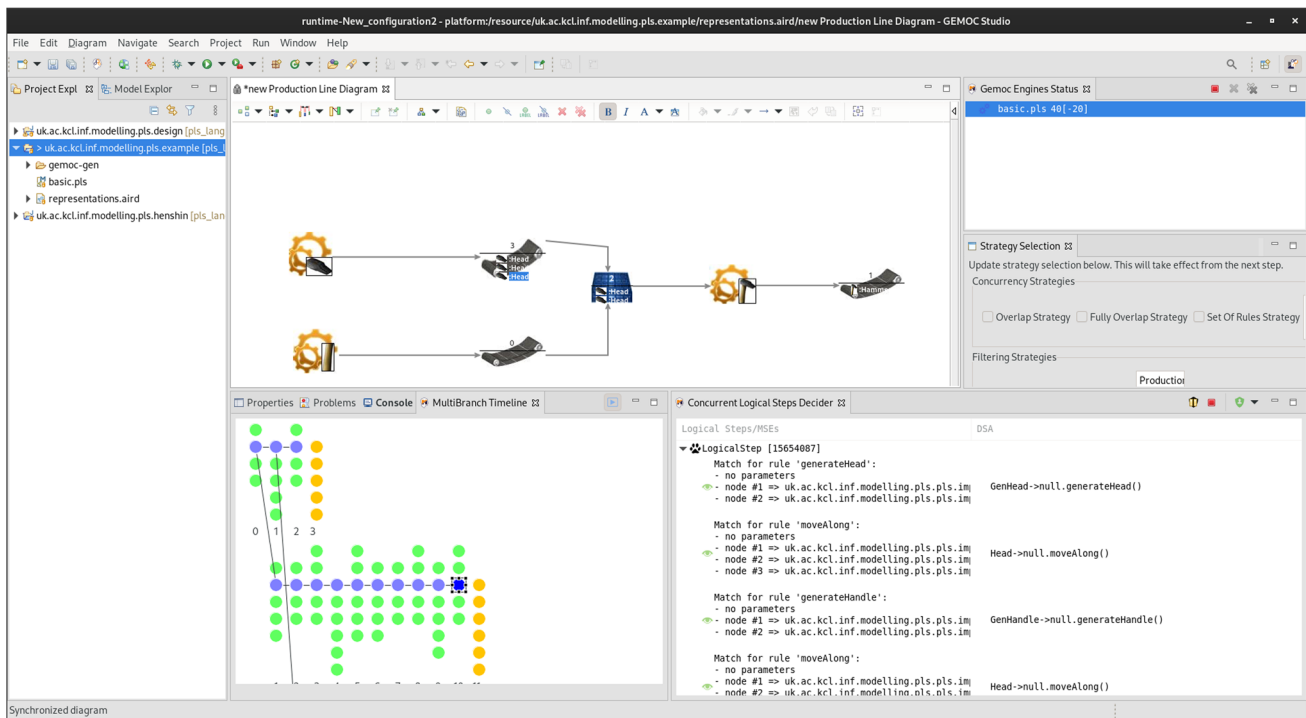 runtime-New_configuration2 - platform:/resource/uk.ac.kcl.inf.modelling.pls.example/representations.aird/new Production Line Diagram - GEMOC Studio
File Edit Diagram Navigate Search Project Run Window Help
Project Expl
Model Explor
uk.ac.kcl.inf.modelling.pls.design [pls_lang
> uk.ac.kcl.inf.modelling.pls.example [pls_l
gemoc-gen
basic.pls
representations.aird
uk.ac.kcl.inf.modelling.pls.henshin [pls_lan
*new Production Line Diagram
3
:Head
:Hea
:Head
2
:Head
:Head
0
1
:Hamme
Gemoc Engines Status
basic.pls 40[-20]
Strategy Selection
Update strategy selection below. This will take effect from the next step.
Concurrency Strategies
Overlap Strategy Fully Overlap Strategy Set Of Rules Strategy
Filtering Strategies
Production
Properties Problems Console MultiBranch Timeline
0 1 2 3
Concurrent Logical Steps Decider
Logical Steps/MSEs DSA
LogicalStep [15654087]
Match for rule 'generateHead':
- no parameters
- node #1 => uk.ac.kcl.inf.modelling.pls.pls.imp GenHead->null.generateHead()
- node #2 => uk.ac.kcl.inf.modelling.pls.pls.imp
Match for rule 'moveAlong':
- no parameters
- node #1 => uk.ac.kcl.inf.modelling.pls.pls.imp
- node #2 => uk.ac.kcl.inf.modelling.pls.pls.imp Head->null.moveAlong()
- node #3 => uk.ac.kcl.inf.modelling.pls.pls.imp
Match for rule 'generateHandle':
- no parameters
- node #1 => uk.ac.kcl.inf.modelling.pls.pls.imp GenHandle->null.generateHandle()
- node #2 => uk.ac.kcl.inf.modelling.pls.pls.imp
Match for rule 'moveAlong':
- no parameters
- node #1 => uk.ac.kcl.inf.modelling.pls.pls.imp Head->null.moveAlong()
- node #2 => uk.ac.kcl.inf.modelling.pls.pls.imp
Synchronized diagram